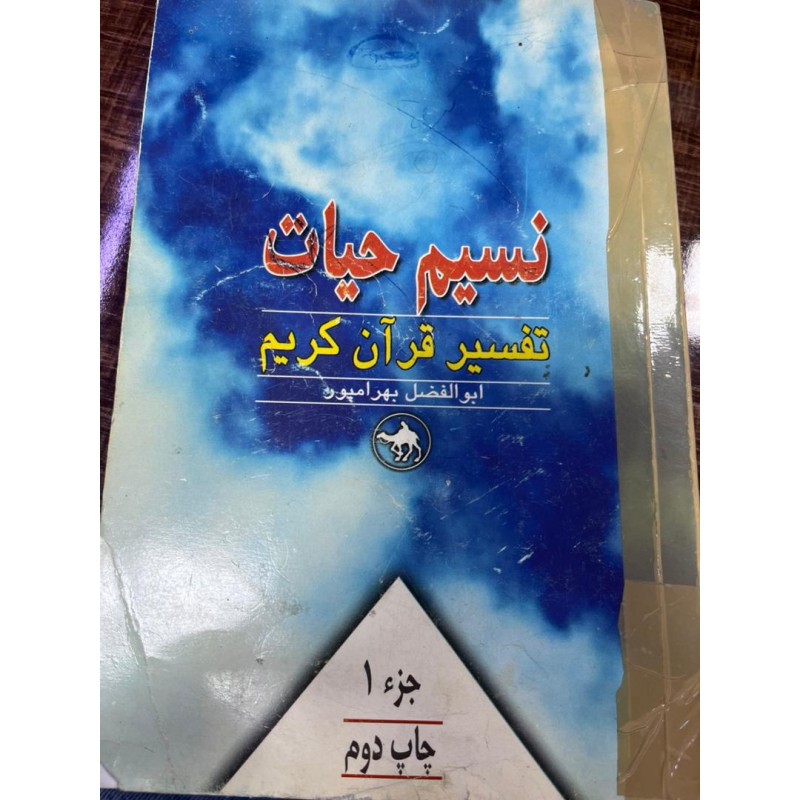 نسیم حیات
تفسیر قرآن کریم
ابوالفضل بهرامپور
جزء ۱
چاپ دوم